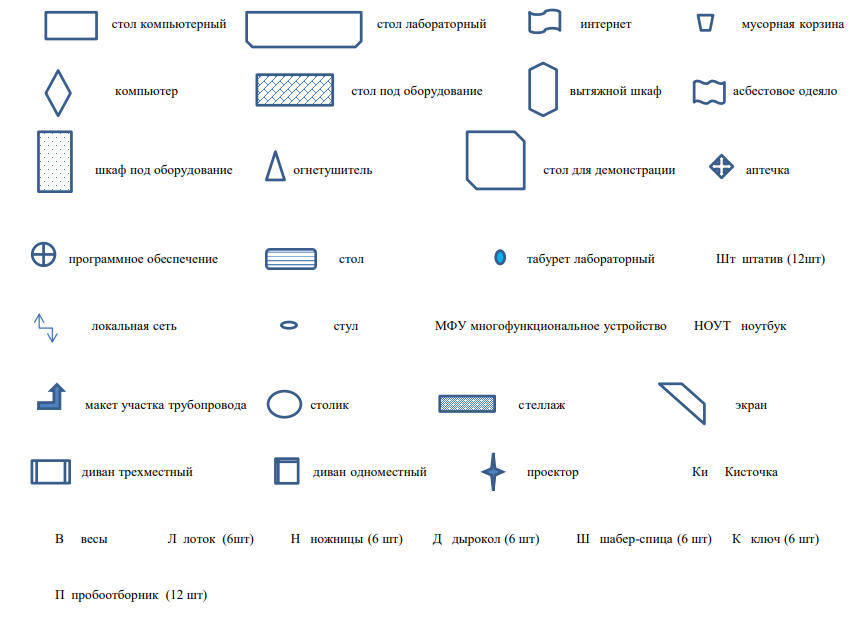 стол компьютерный стол лабораторный интернет мусорная корзина
компьютер стол под оборудование вытяжной шкаф асбестовое одеяло
шкаф под оборудование огнетушитель стол для демонстрации аптечка
программное обеспечение стол табурет лабораторный Шт штатив (12шт)
локальная сеть стул МФУ многофункциональное устройство НОУТ ноутбук
макет участка трубопровода столик стеллаж экран
диван трехместный диван одноместный проектор Ки Кисточка
В весы Л лоток (6шт) Н ножницы (6 шт) Д дырокол (6 шт) Ш шабер-спица (6 шт) К ключ (6 шт)
П пробоотборник (12 шт)